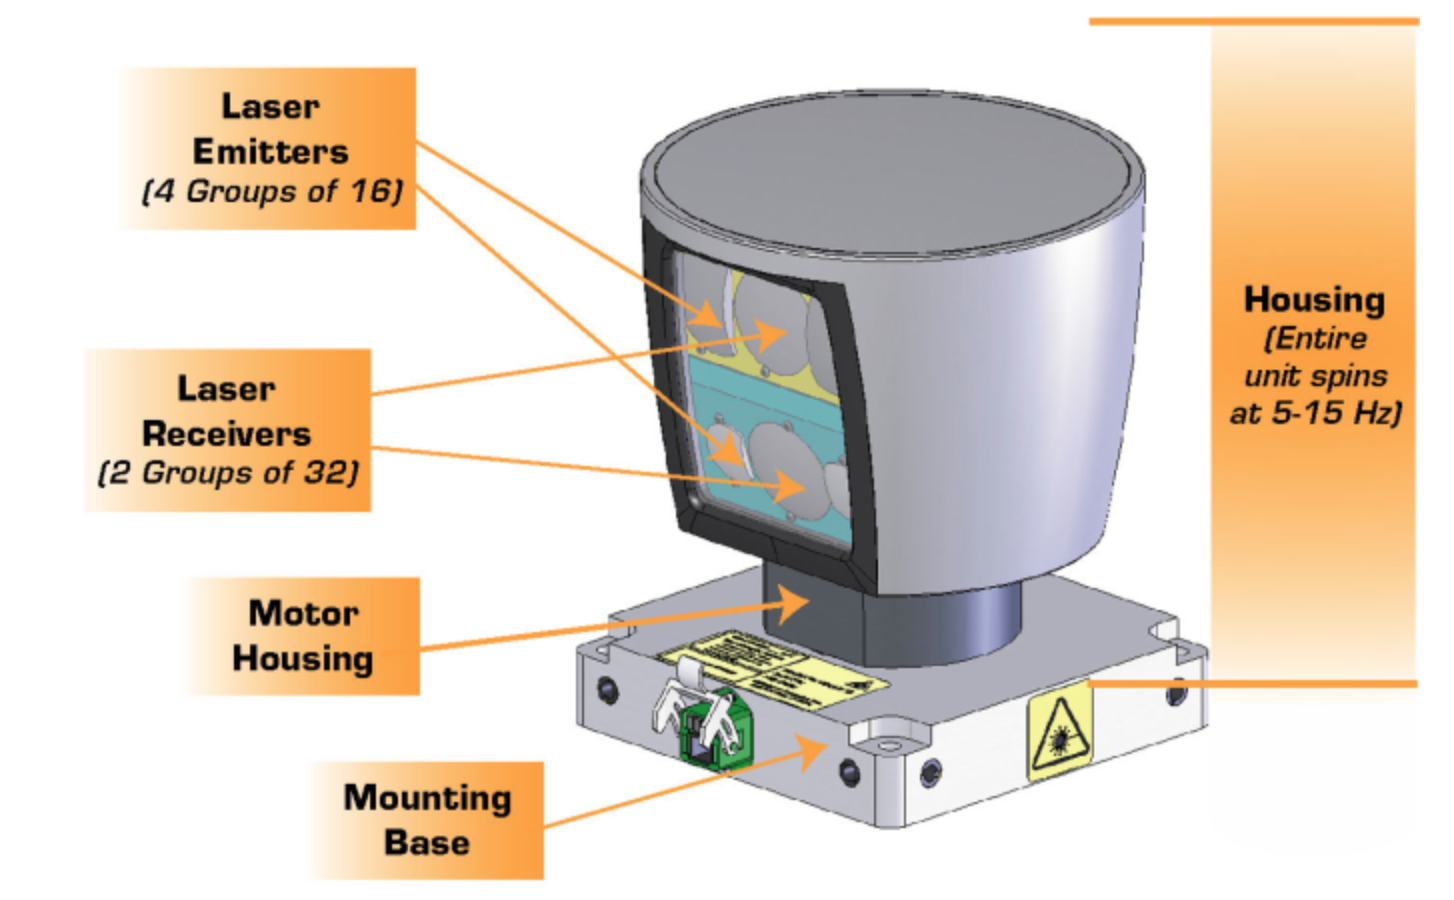 Laser
Emitters
(4 Groups of 16)
Laser
Receivers
(2 Groups of 32)
Motor
Housing
Mounting
Base
Housing
(Entire
unit spins
at 5-15 Hz)